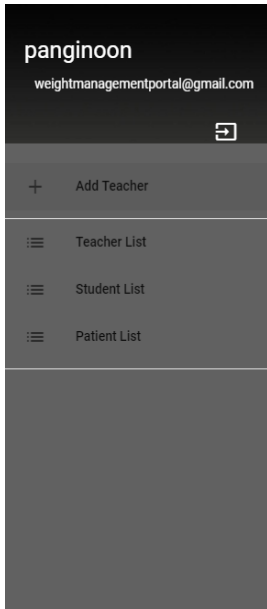 panginoon
weightmanagementportal@gmail.com
Add Teacher
Teacher List
Student List
Patient List